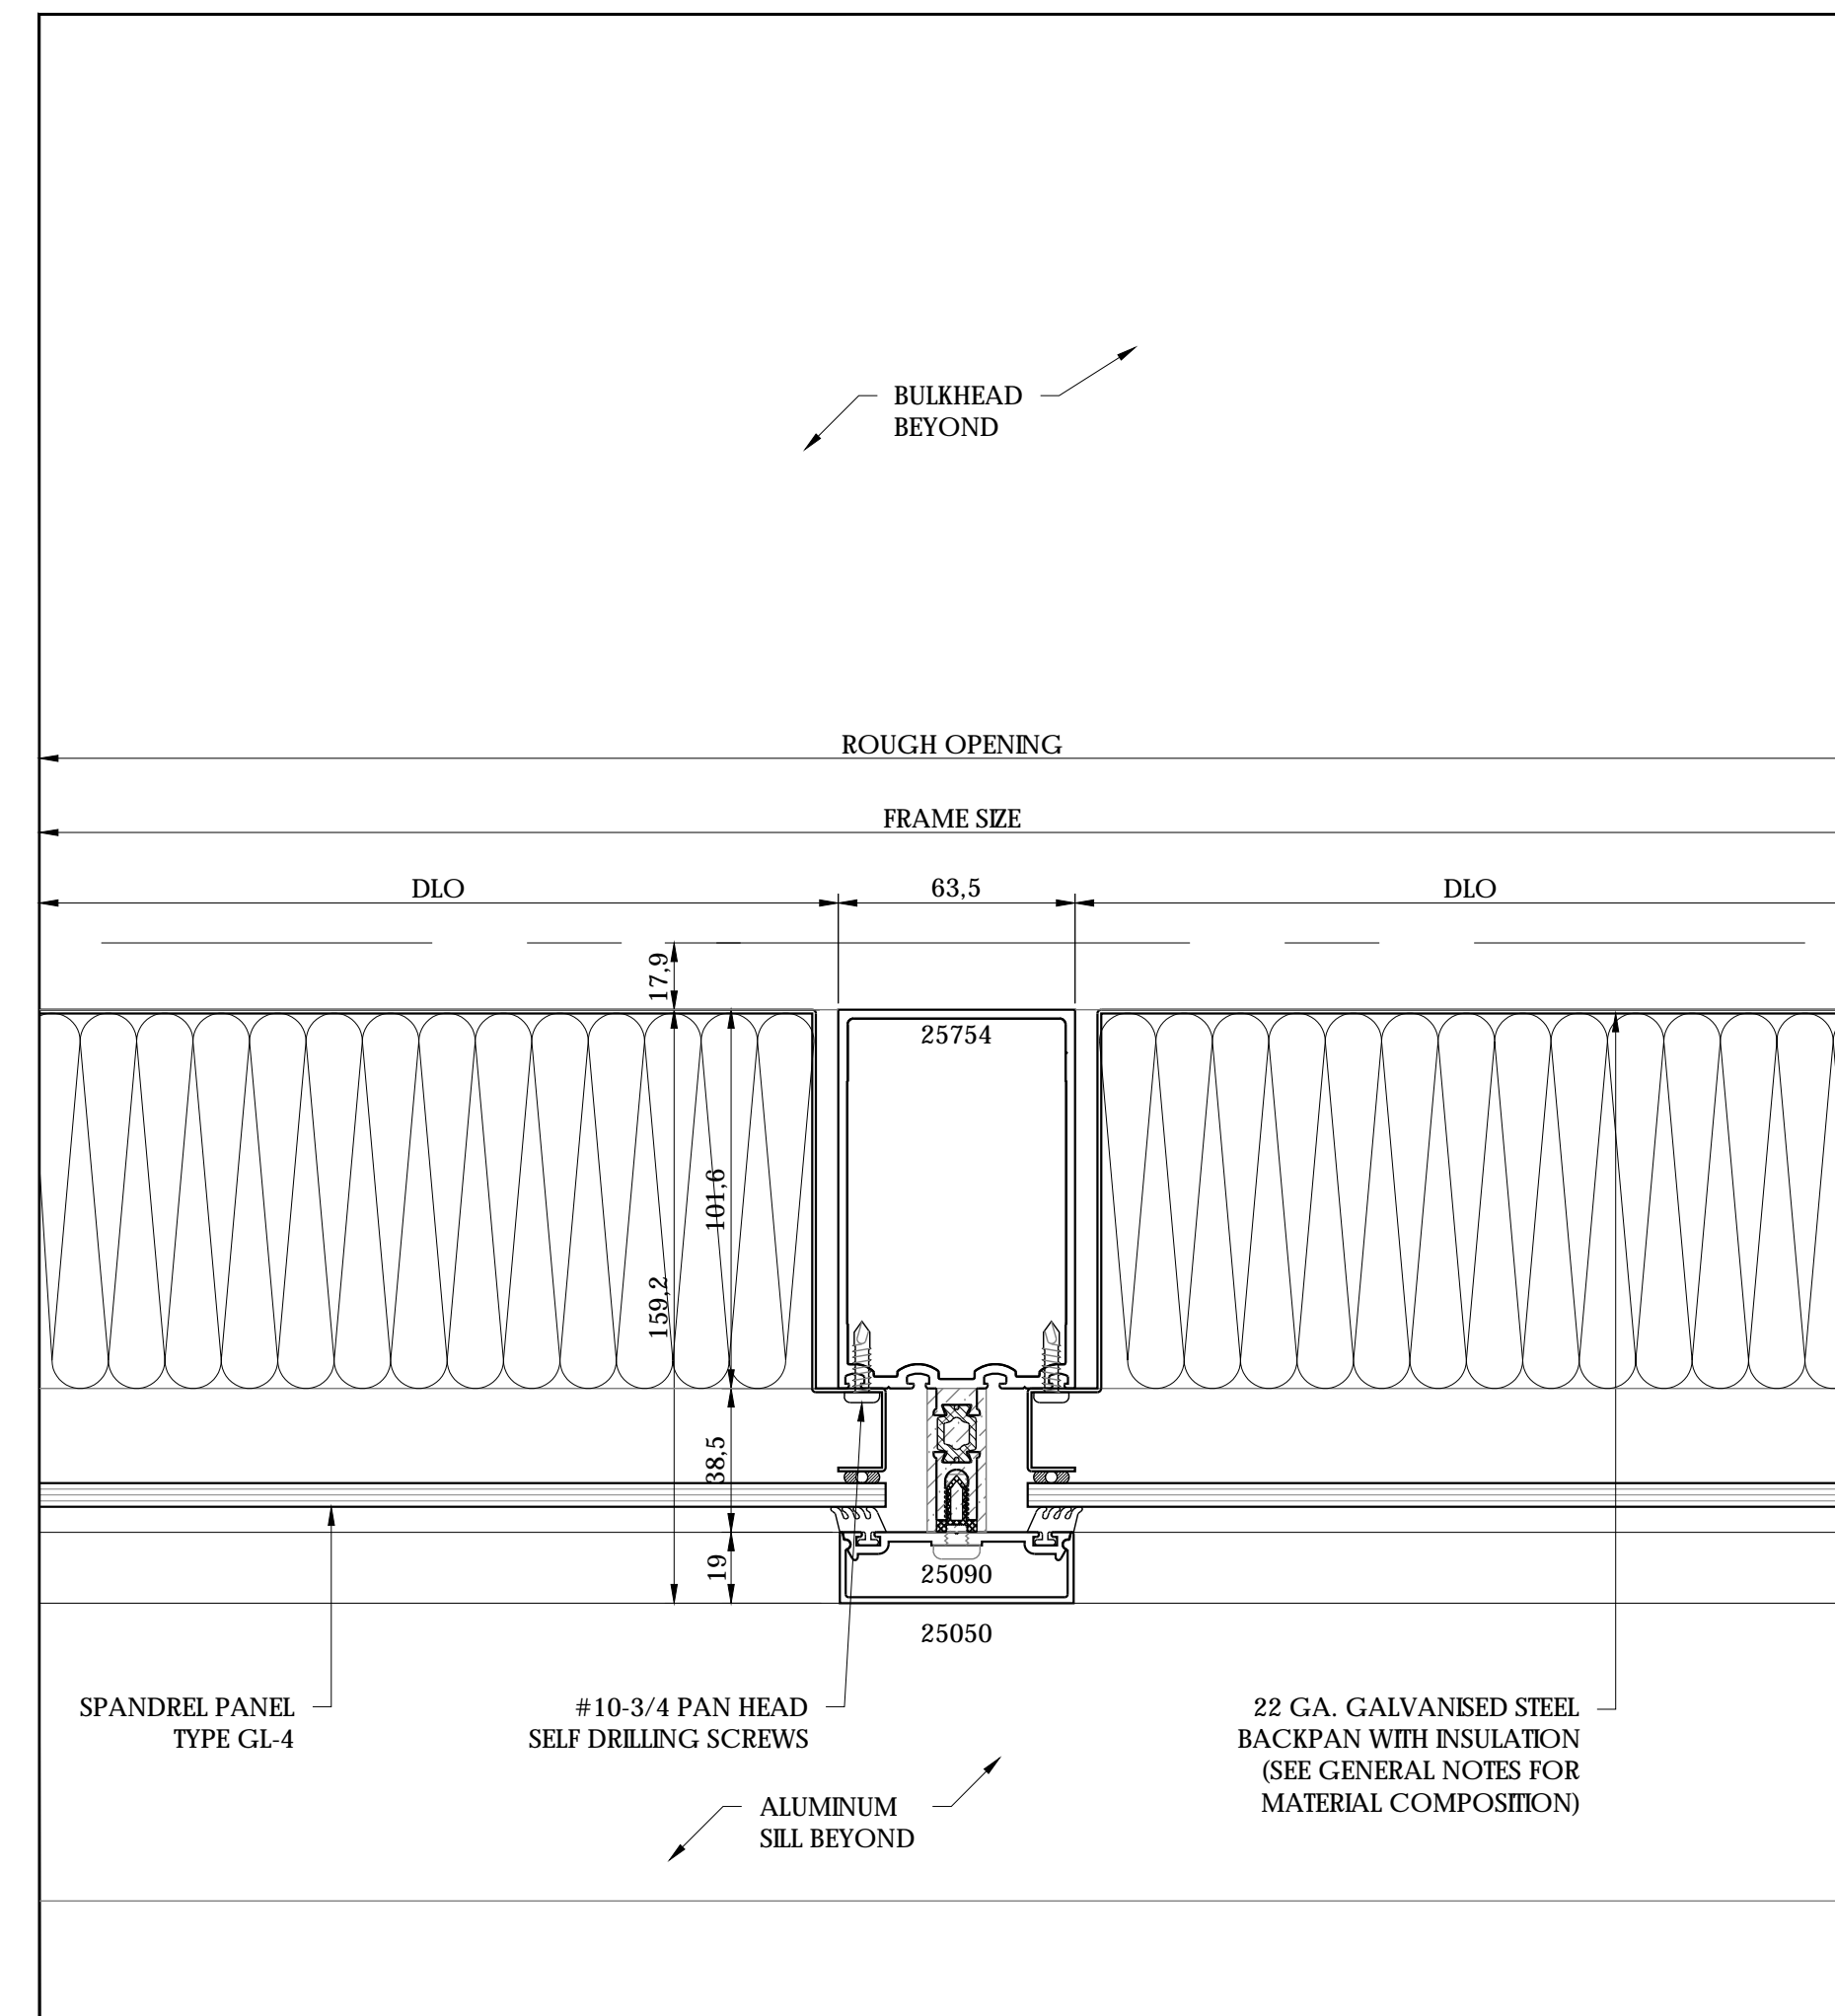 BULKHEAD
BEYOND
ROUGH OPENING
FRAME SIZE
DLO
63,5
DLO
17,9
25754
101,6
159,2
38,5
19
25090
25050
SPANDREL PANEL
TYPE GL-4
#10-3/4 PAN HEAD
SELF DRILLING SCREWS
22 GA. GALVANISED STEEL
BACKPAN WITH INSULATION
(SEE GENERAL NOTES FOR
MATERIAL COMPOSITION)
ALUMINUM
SILL BEYOND